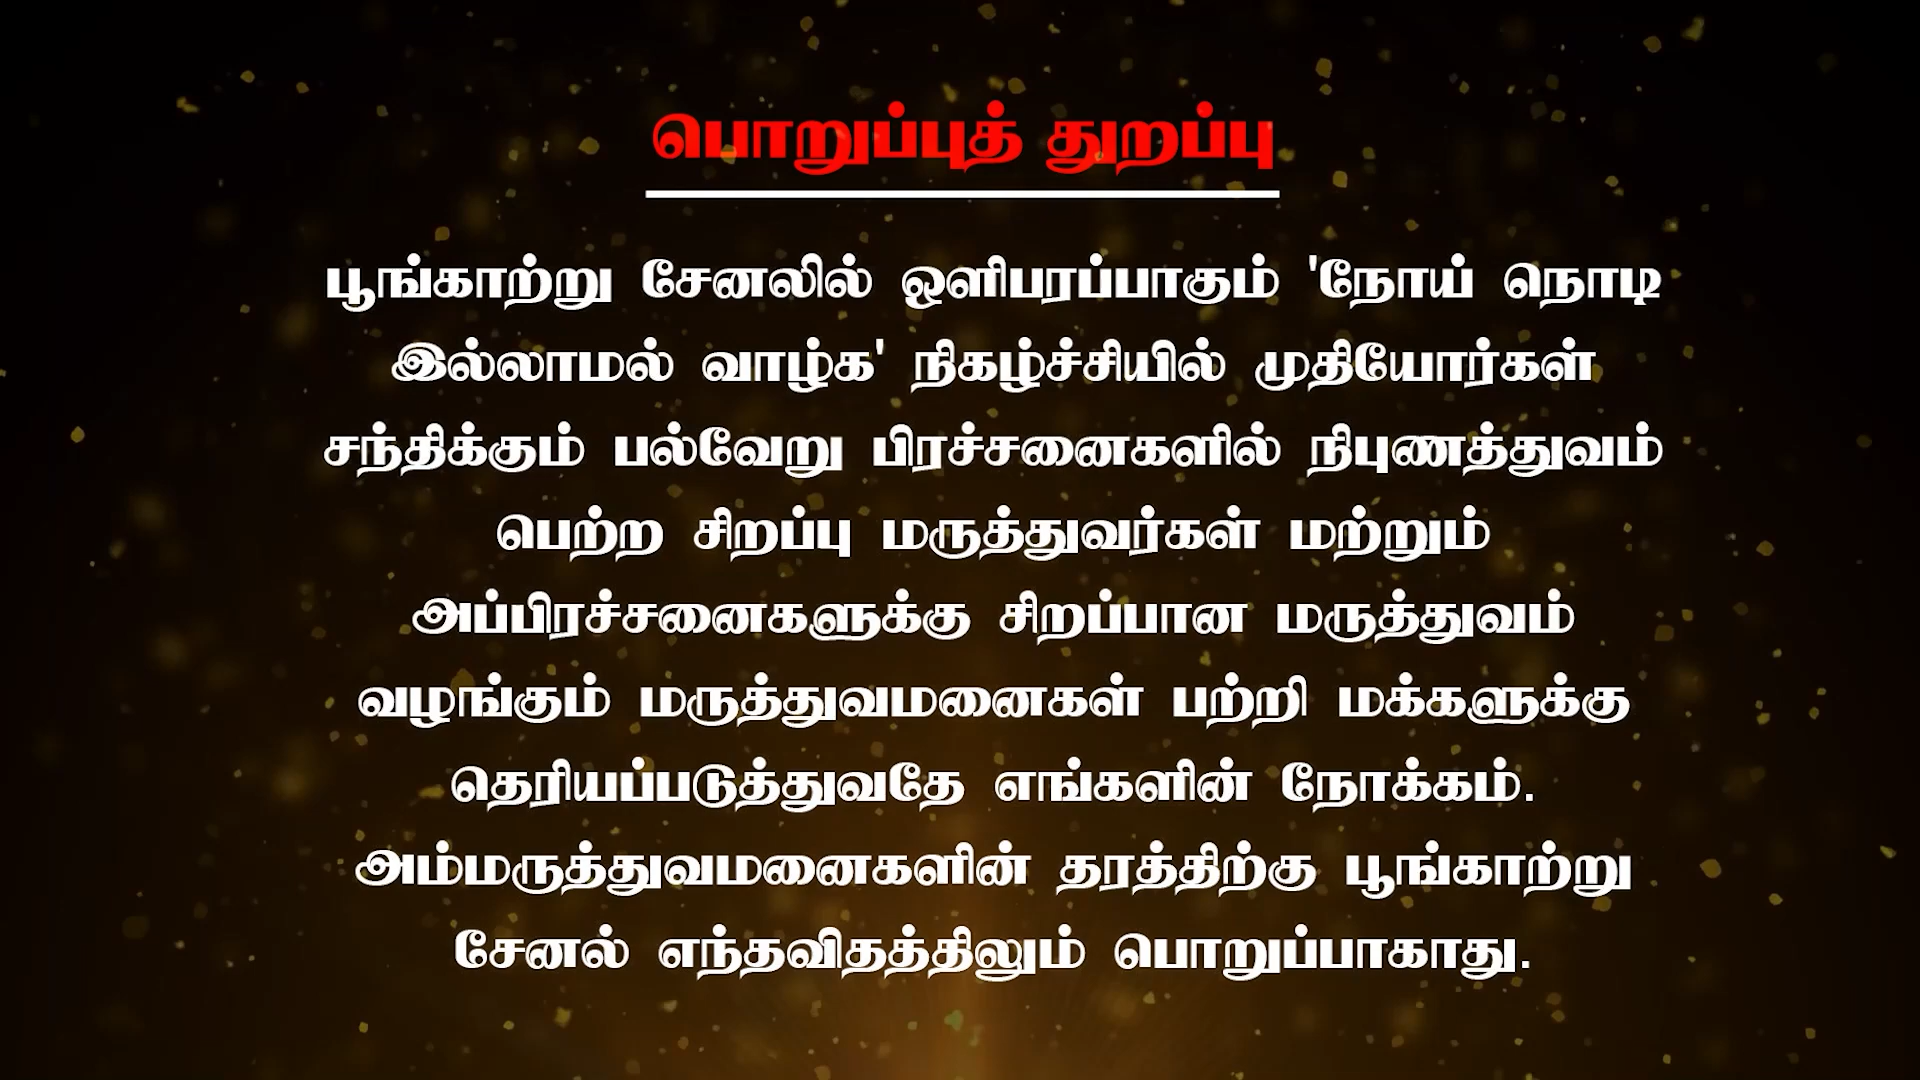 பொறுப்புத் துறப்பு
பூங்காற்று சேனலில் ஒளிபரப்பாகும் 'நோய் நொடி
இல்லாமல் வாழ்க' நிகழ்ச்சியில் முதியோர்கள்
சந்திக்கும் பல்வேறு பிரச்சனைகளில் நிபுணத்துவம்
பெற்ற சிறப்பு மருத்துவர்கள் மற்றும்
அப்பிரச்சனைகளுக்கு சிறப்பான மருத்துவம்
வழங்கும் மருத்துவமனைகள் பற்றி மக்களுக்கு
தெரியப்படுத்துவதே எங்களின் நோக்கம்.
அம்மருத்துவமனைகளின் தரத்திற்கு பூங்காற்று
சேனல் எந்தவிதத்திலும் பொறுப்பாகாது.